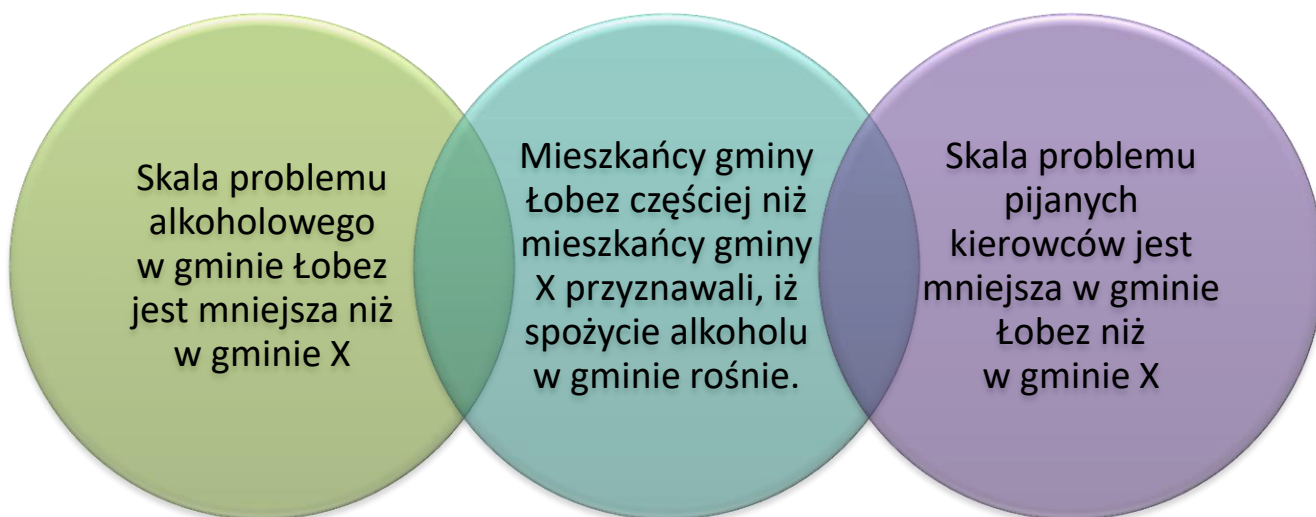 Skala problemu
alkoholowego
w gminie Łobez
jest mniejsza niż
w gminie X
Mieszkańcy gminy
Łobez częściej niż
mieszkańcy gminy
X przyznawali, iż
spożycie alkoholu
w gminie rośnie.
Skala problemu
pijanych
kierowców jest
mniejsza w gminie
Łobez niż
w gminie X